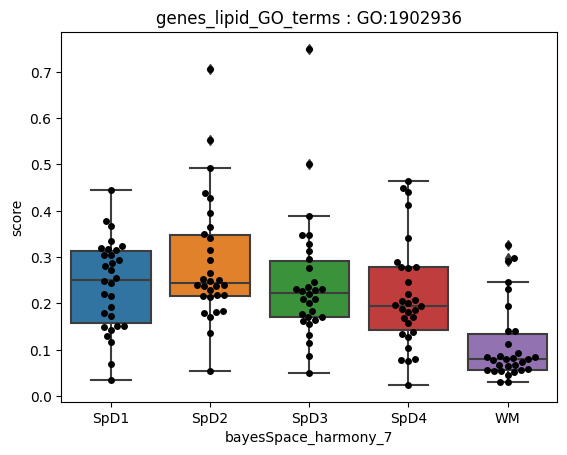 genes_lipid_GO_terms : GO:1902936
score
0.7
0.6
0.5
0.4
0.3
0.2
0.1
0.0
SpD1 SpD2 SpD3 SpD4 WM
bayesSpace_harmony_7